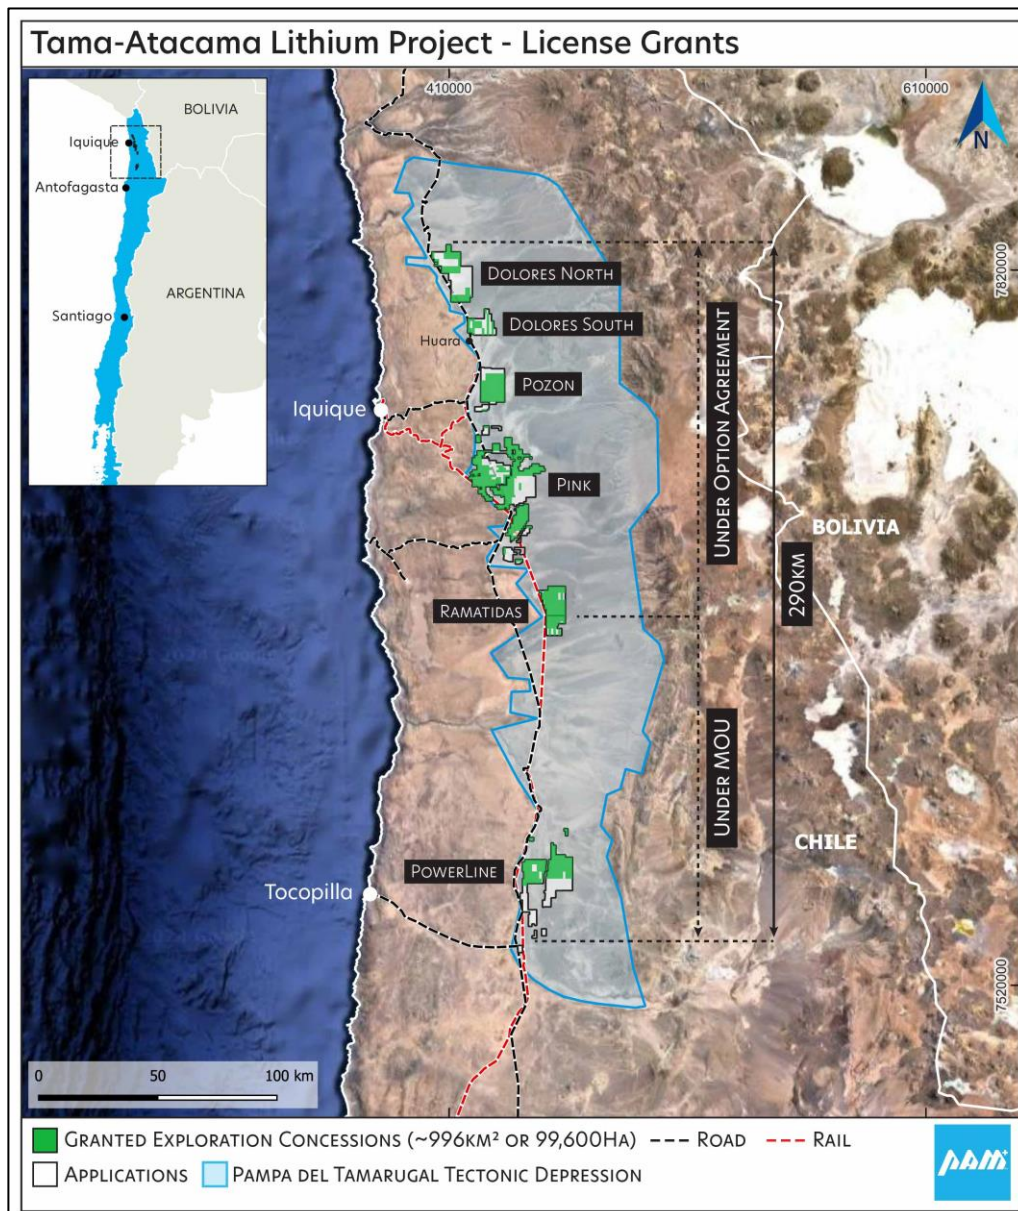 Tama-Atacama Lithium Project - License Grants
410000
610000
N
BOLIVIA
Iquique
Antofagasta
ARGENTINA
Santiago
DOLORES NORTH
7820000
DOLORES SOUTH
Huara
POZON
Iquique
UNDER OPTION AGREEMENT
PINK
BOLIVIA
290KM
RAMATIDAS
UNDER MOU
CHILE
POWERLINE
Tocopilla
7520000
0 50 100 km
GRANTED EXPLORATION CONCESSIONS (~996KM² OR 99,600HA)
ROAD
RAIL
APPLICATIONS
PAMPA DEL TAMARUGAL TECTONIC DEPRESSION
PAM+